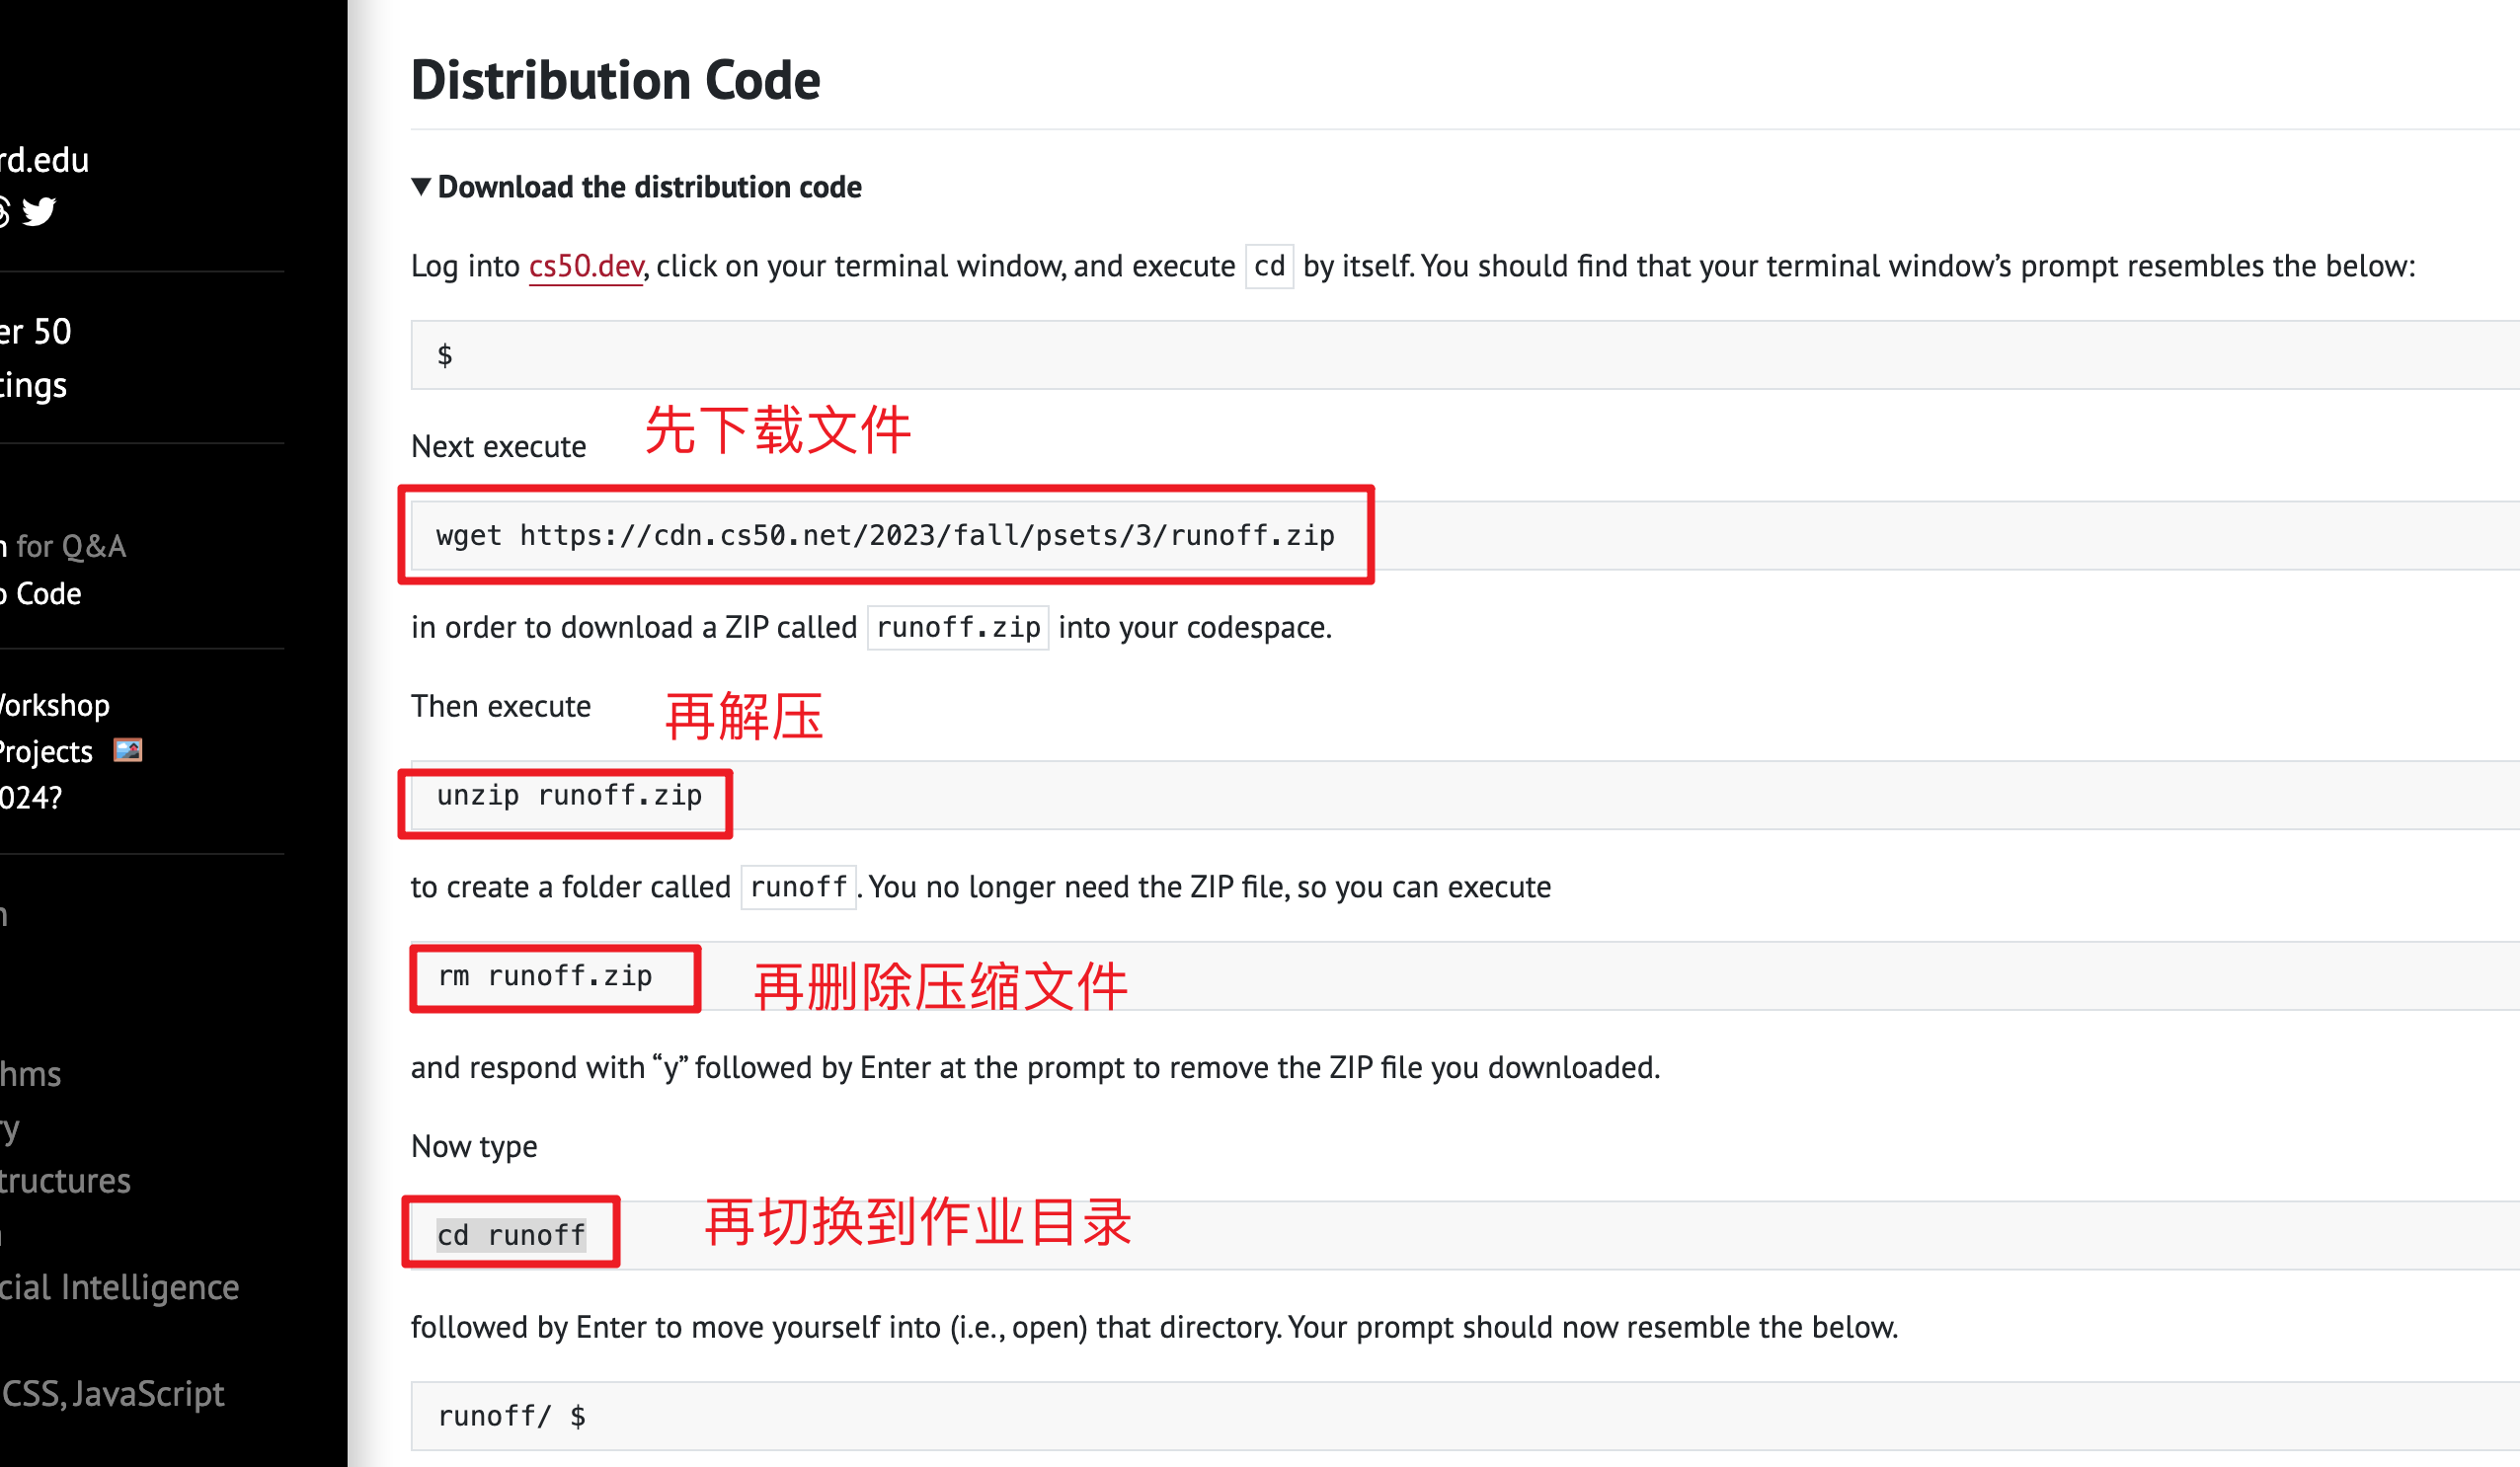 rd.edu
er 50
tings
for Q&A
Code
Workshop
Projects
024?
hms
ry
tructures
cial Intelligence
CSS, JavaScript
Distribution Code
▼ Download the distribution code
Log into cs50.dev, click on your terminal window, and execute cd by itself. You should find that your terminal window’s prompt resembles the below:
$
Next execute 先下载文件
wget https://cdn.cs50.net/2023/fall/psets/3/runoff.zip
in order to download a ZIP called runoff.zip into your codespace.
Then execute 再解压
unzip runoff.zip
to create a folder called runoff. You no longer need the ZIP file, so you can execute
rm runoff.zip 再删除压缩文件
and respond with “y” followed by Enter at the prompt to remove the ZIP file you downloaded.
Now type
cd runoff 再切换到作业目录
followed by Enter to move yourself into (i.e., open) that directory. Your prompt should now resemble the below.
runoff/ $